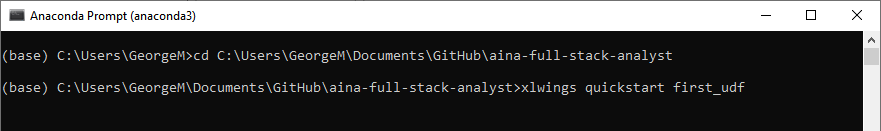 Anaconda Prompt (anaconda3)
(base) C:\Users\GeorgeM>cd C:\Users\GeorgeM\Documents\GitHub\aina-full-stack-analyst
(base) C:\Users\GeorgeM\Documents\GitHub\aina-full-stack-analyst>xlwings quickstart first_udf